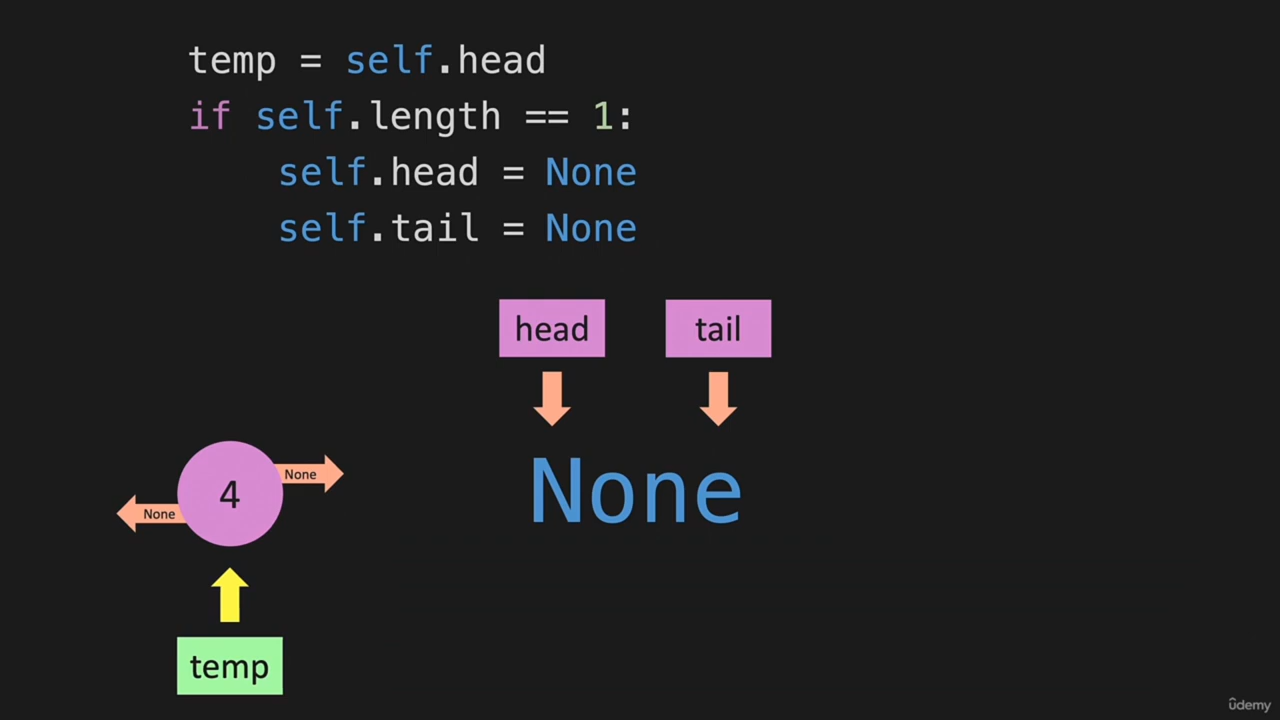 temp = self.head
if self.length == 1:
    self.head = None
    self.tail = None
head tail
None
4
None
None
temp
ûdemy